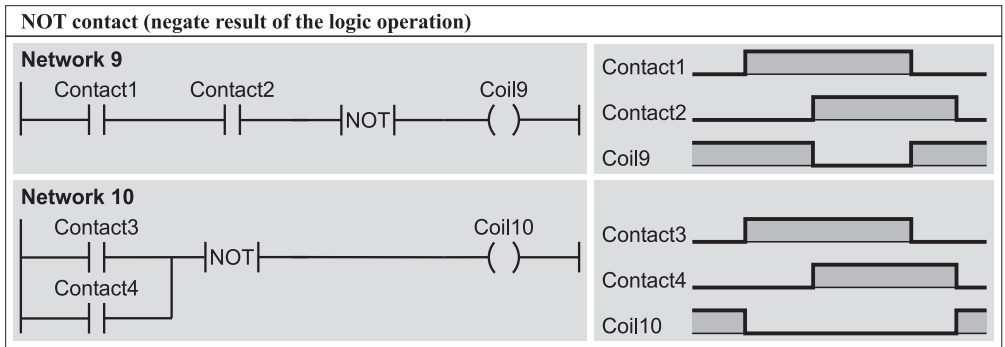 NOT contact (negate result of the logic operation)
Network 9
Contact1 Contact2 Coil9
NOT
Contact1
Contact2
Coil9
Network 10
Contact3 Coil10
NOT
Contact4
Contact3
Contact4
Coil10